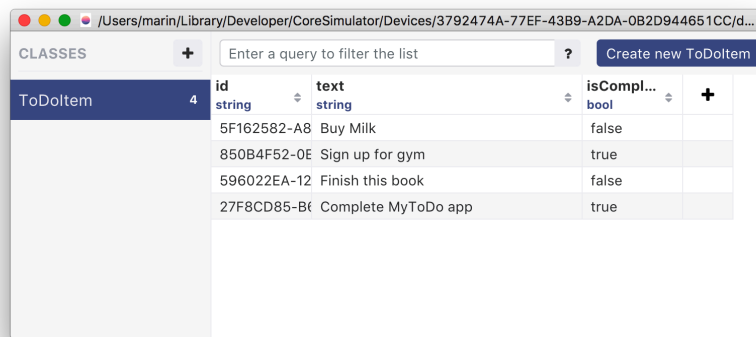 /Users/marin/Library/Developer/CoreSimulator/Devices/3792474A-77EF-43B9-A2DA-0B2D944651CC/d...
CLASSES + Enter a query to filter the list ? Create new ToDoItem
ToDoItem 4
id text isCompl... +
string string bool
5F162582-A8 Buy Milk false
850B4F52-0E Sign up for gym true
596022EA-12 Finish this book false
27F8CD85-B6 Complete MyToDo app true